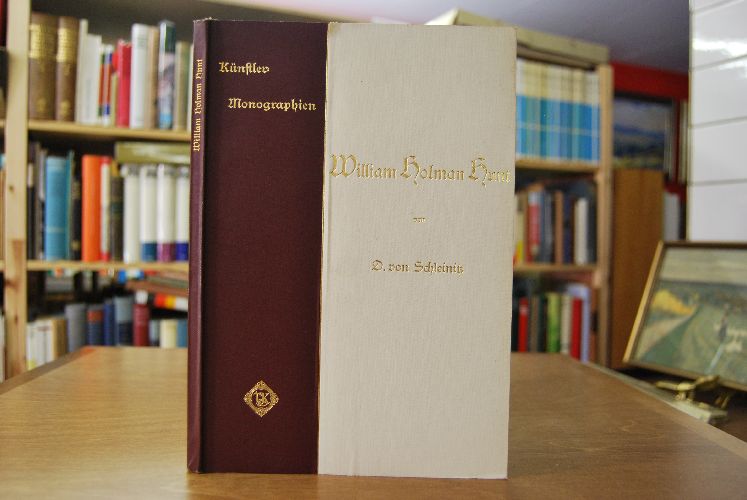 William Holman Hunt
Künstler
Monographien
William Holman Hunt
von
O. von Schleinitz